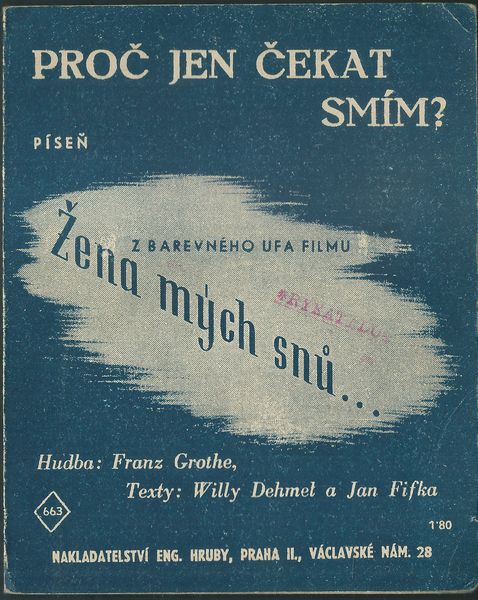 PROČ JEN ČEKAT
SMÍM?
PÍSEŇ
Z BAREVNÉHO UFA FILMU
Žena mých snů...
Hudba: Franz Grothe,
Texty: Willy Dehmel a Jan Fifka
663
1'80
NAKLADATELSTVÍ ENG. HRUBY, PRAHA II., VÁCLAVSKÉ NÁM. 28